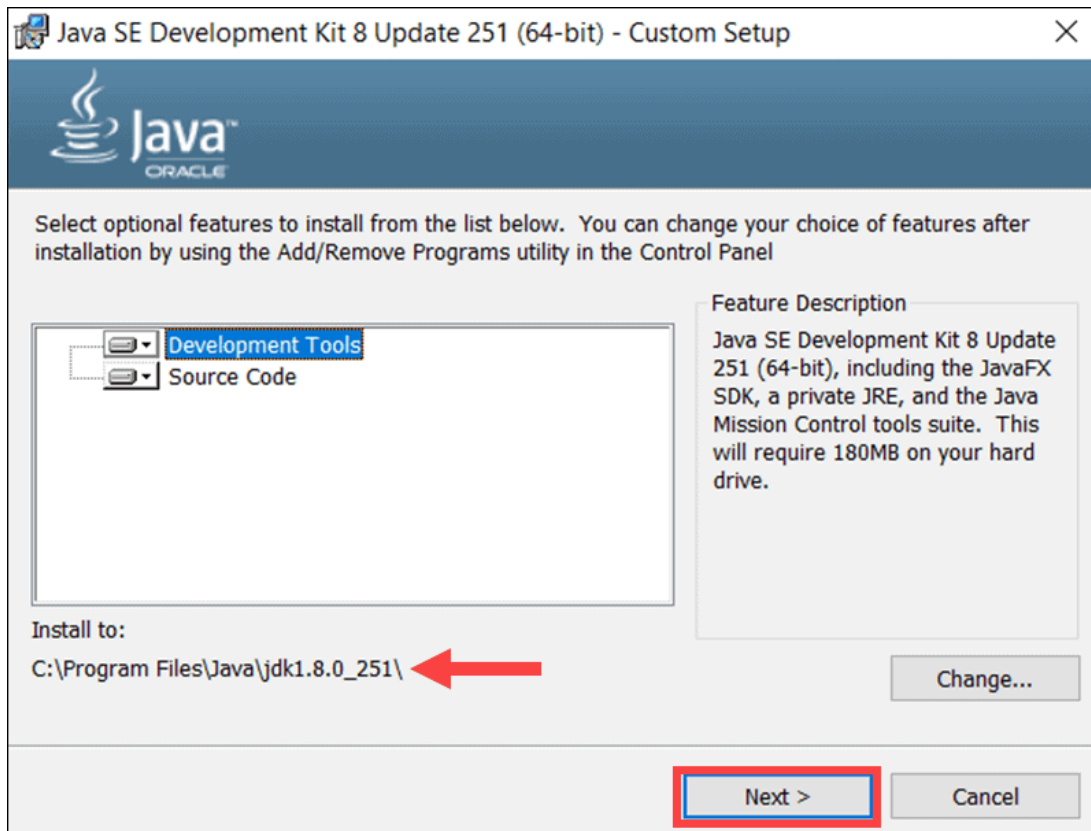 Java SE Development Kit 8 Update 251 (64-bit) - Custom Setup
Java™
ORACLE
Select optional features to install from the list below.  You can change your choice of features after
installation by using the Add/Remove Programs utility in the Control Panel
Development Tools
Source Code
Feature Description
Java SE Development Kit 8 Update
251 (64-bit), including the JavaFX
SDK, a private JRE, and the Java
Mission Control tools suite.  This
will require 180MB on your hard
drive.
Install to:
C:\Program Files\Java\jdk1.8.0_251\
Change...
Next >
Cancel